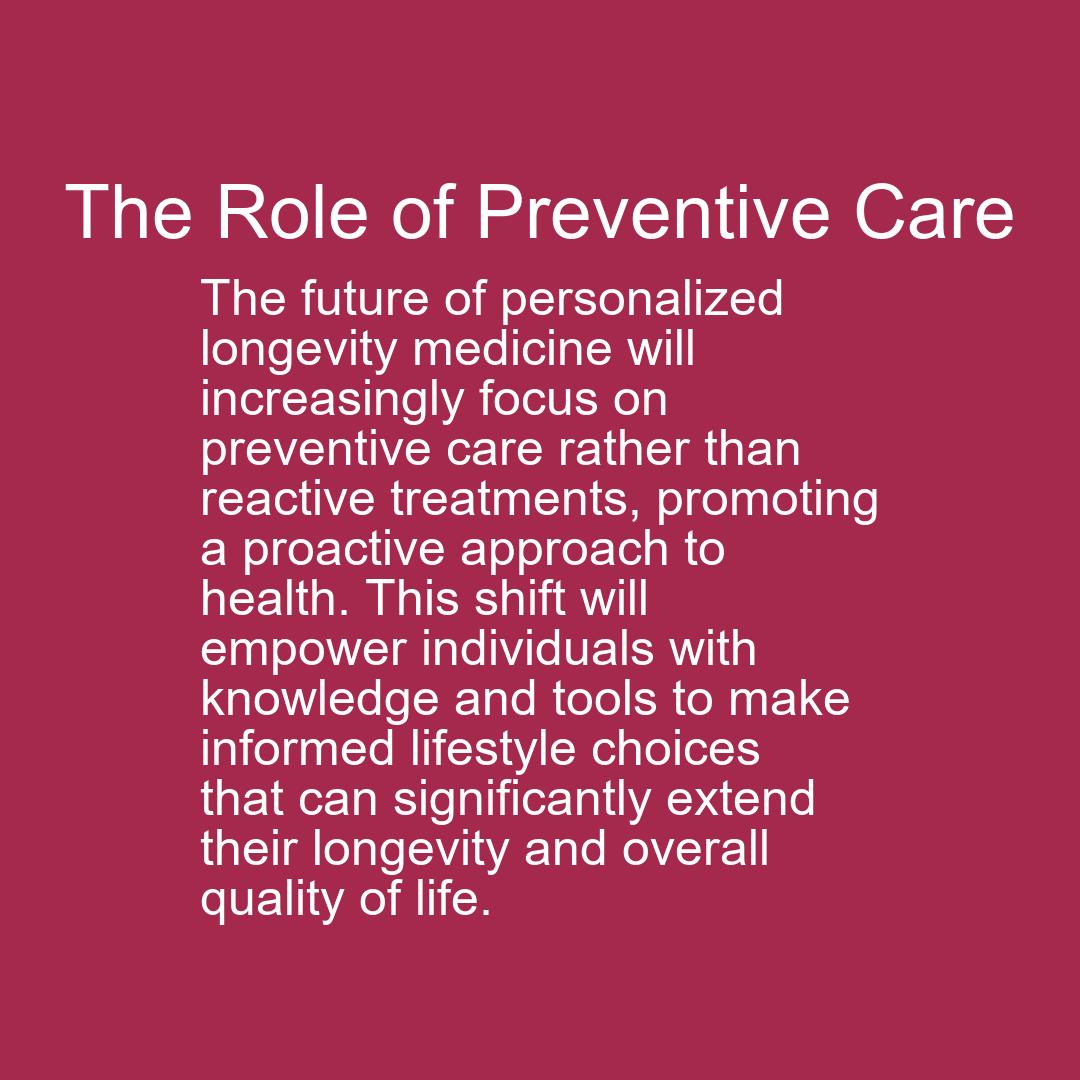 The Role of Preventive Care
The future of personalized
longevity medicine will
increasingly focus on
preventive care rather than
reactive treatments, promoting
a proactive approach to
health. This shift will
empower individuals with
knowledge and tools to make
informed lifestyle choices
that can significantly extend
their longevity and overall
quality of life.